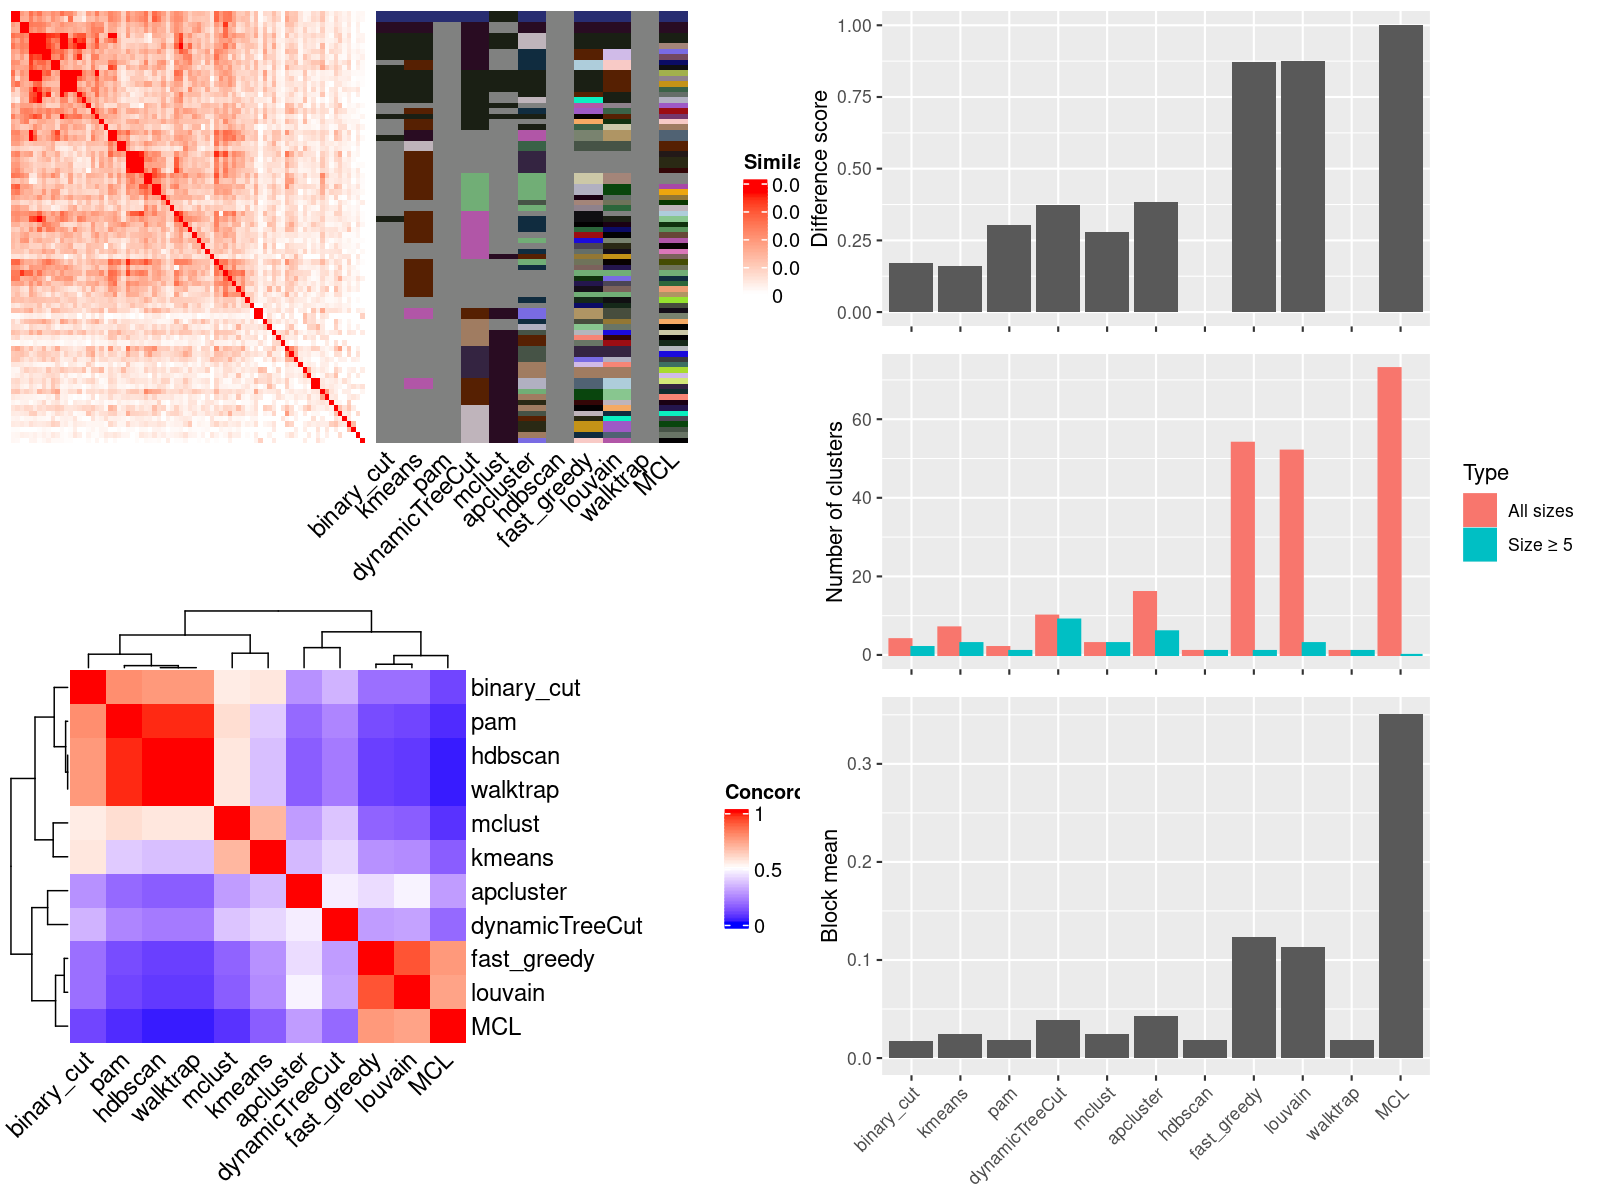 Simila
0.0
0.0
0.0
0.0
0
binary_cut
kmeans
pam
dynamicTreeCut
mclust
apcluster
hdbscan
fast_greedy
louvain
walktrap
MCL
binary_cut
pam
hdbscan
walktrap
mclust
kmeans
apcluster
dynamicTreeCut
fast_greedy
louvain
MCL
binary_cut
pam
hdbscan
walktrap
mclust
kmeans
apcluster
dynamicTreeCut
fast_greedy
louvain
MCL
Concord
1
0.5
0
Difference score
1.00
0.75
0.50
0.25
0.00
Number of clusters
60
40
20
0
Type
All sizes
Size ≥ 5
Block mean
0.3
0.2
0.1
0.0
binary_cut
kmeans
pam
dynamicTreeCut
mclust
apcluster
hdbscan
fast_greedy
louvain
walktrap
MCL